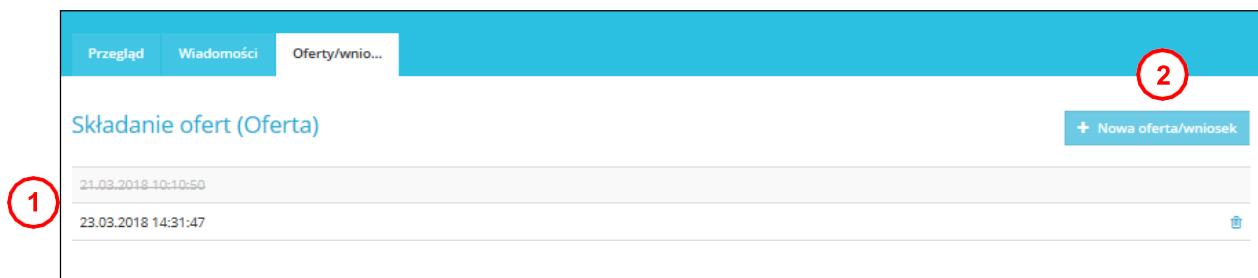 Przegląd Wiadomości Oferty/wnio...
2
Składanie ofert (Oferta)
+ Nowa oferta/wniosek
21.03.2018 10:10:50
1
23.03.2018 14:31:47